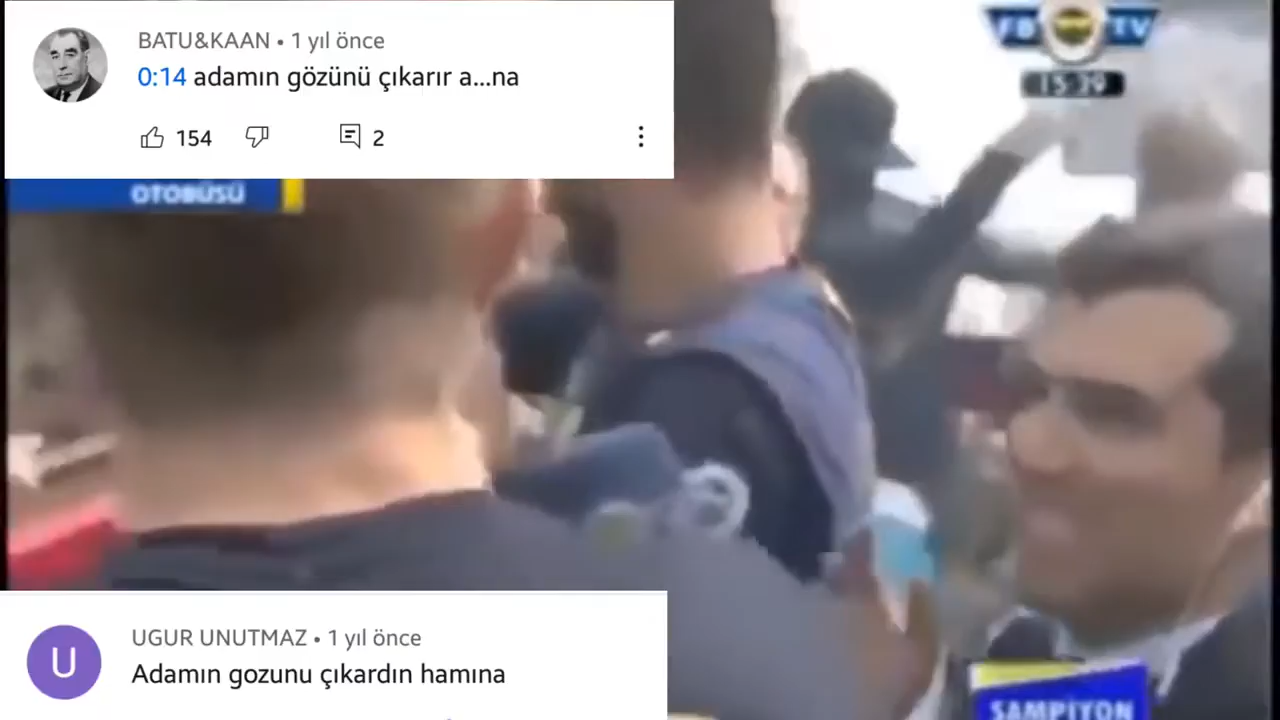 BATU&KAAN • 1 yıl önce
0:14 adamın gözünü çıkarır a...na
154
2
FB TV
15:39
OTOBÜSÜ
UGUR UNUTMAZ • 1 yıl önce
U
Adamın gozunu çıkardın hamına
ŞAMPİYON